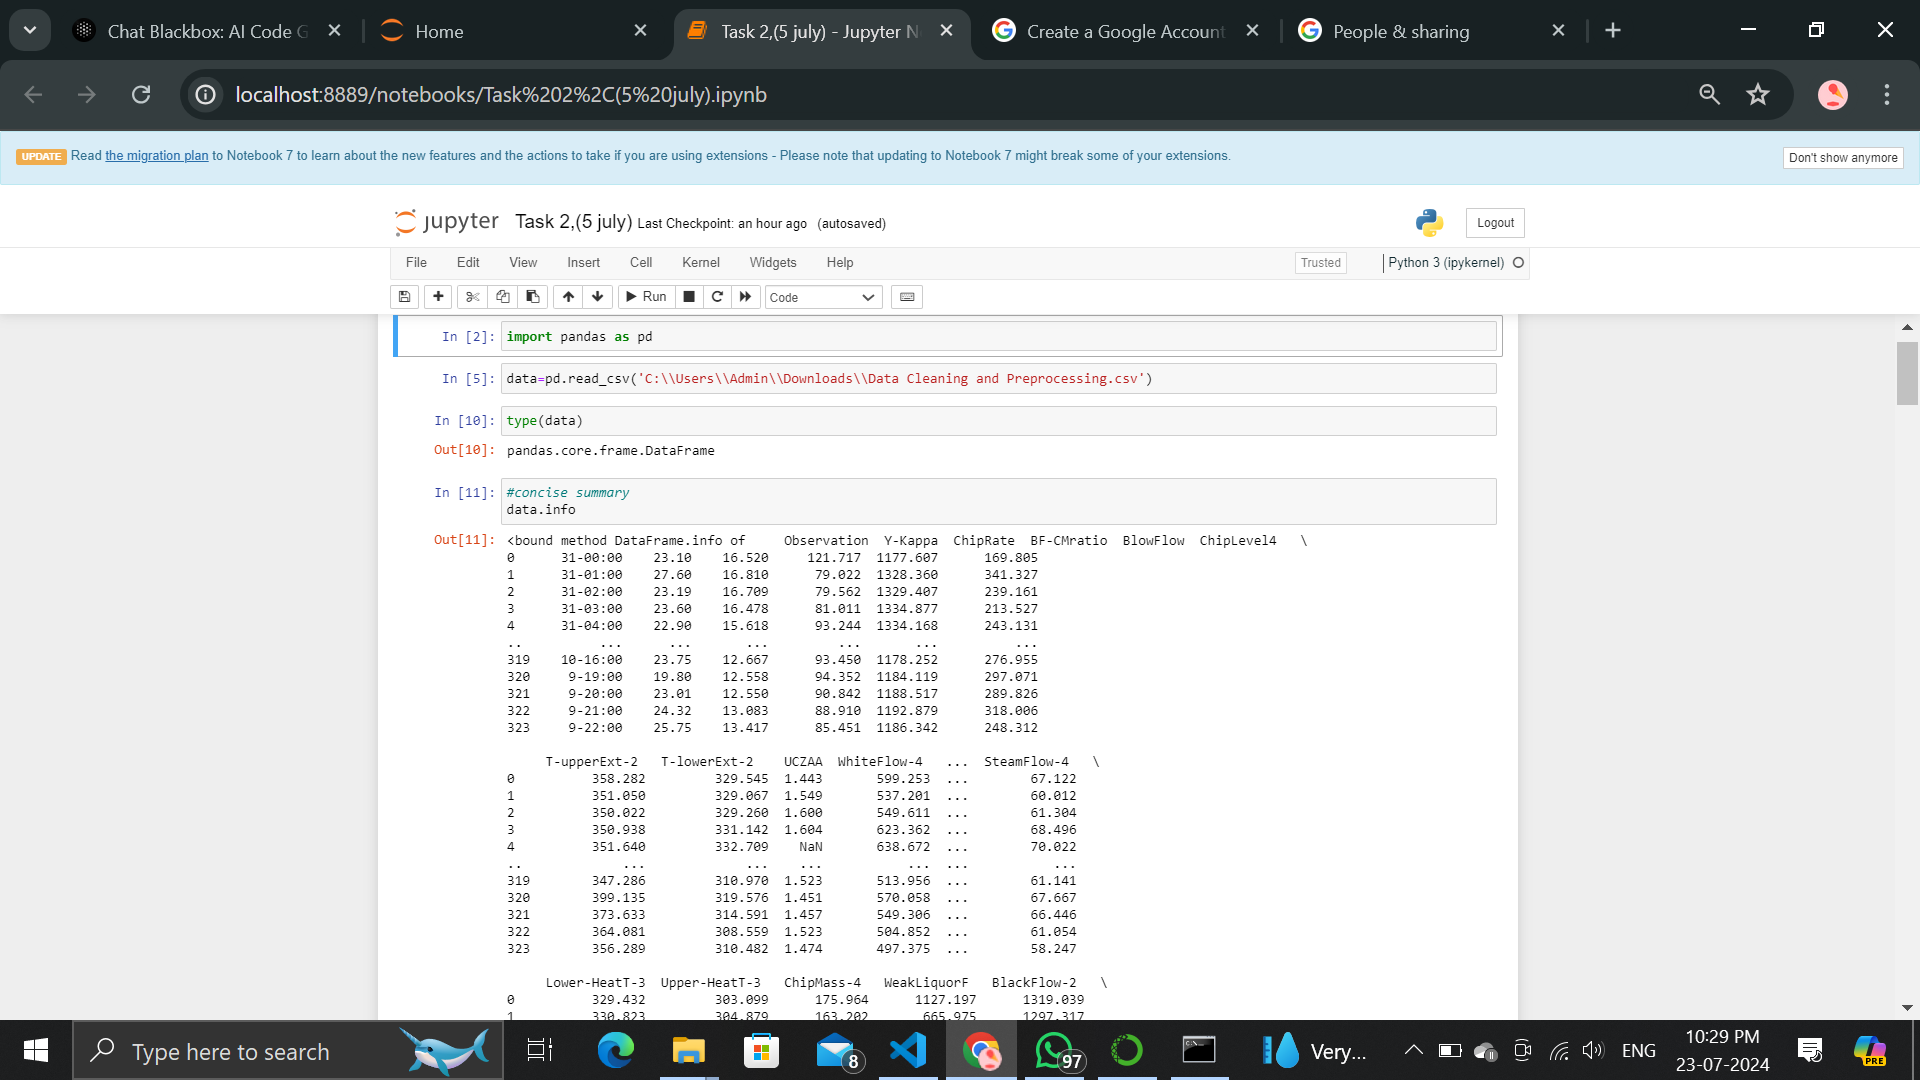 Chat Blackbox: AI Code G
Home
Task 2,(5 july) - Jupyter N
Create a Google Account
People & sharing
localhost:8889/notebooks/Task%202%2C(5%20july).ipynb
UPDATE Read the migration plan to Notebook 7 to learn about the new features and the actions to take if you are using extensions - Please note that updating to Notebook 7 might break some of your extensions.
Don't show anymore
jupyter Task 2,(5 july) Last Checkpoint: an hour ago (autosaved)
Logout
File Edit View Insert Cell Kernel Widgets Help
Trusted
Python 3 (ipykernel)
Run
Code
In [2]: import pandas as pd
In [5]: data=pd.read_csv('C:\\Users\\Admin\\Downloads\\Data Cleaning and Preprocessing.csv')
In [10]: type(data)
Out[10]: pandas.core.frame.DataFrame
In [11]: #concise summary
data.info
Out[11]: <bound method DataFrame.info of Observation Y-Kappa ChipRate BF-CMratio BlowFlow ChipLevel4 \
0 31-00:00 23.10 16.520 121.717 1177.607 169.805
1 31-01:00 27.60 16.810 79.022 1328.360 341.327
2 31-02:00 23.19 16.709 79.562 1329.407 239.161
3 31-03:00 23.60 16.478 81.011 1334.877 213.527
4 31-04:00 22.90 15.618 93.244 1334.168 243.131
.. ... ... ... ... ... ...
319 10-16:00 23.75 12.667 93.450 1178.252 276.955
320 9-19:00 19.80 12.558 94.352 1184.119 297.071
321 9-20:00 23.01 12.550 90.842 1188.517 289.826
322 9-21:00 24.32 13.083 88.910 1192.879 318.006
323 9-22:00 25.75 13.417 85.451 1186.342 248.312
T-upperExt-2 T-lowerExt-2 UCZAA WhiteFlow-4 ... SteamFlow-4 \
0 358.282 329.545 1.443 599.253 ... 67.122
1 351.050 329.067 1.549 537.201 ... 60.012
2 350.022 329.260 1.600 549.611 ... 61.304
3 350.938 331.142 1.604 623.362 ... 68.496
4 351.640 332.709 NaN 638.672 ... 70.022
.. ... ... ... ... ... ...
319 347.286 310.970 1.523 513.956 ... 61.141
320 399.135 319.576 1.451 570.058 ... 67.667
321 373.633 314.591 1.457 549.306 ... 66.446
322 364.081 308.559 1.523 504.852 ... 61.054
323 356.289 310.482 1.474 497.375 ... 58.247
Lower-HeatT-3 Upper-HeatT-3 ChipMass-4 WeakLiquorF BlackFlow-2 \
0 329.432 303.099 175.964 1127.197 1319.039
1 330.823 304.879 163.202 665.975 1297.317
Type here to search
8
97
Very...
ENG
10:29 PM
23-07-2024
PRE